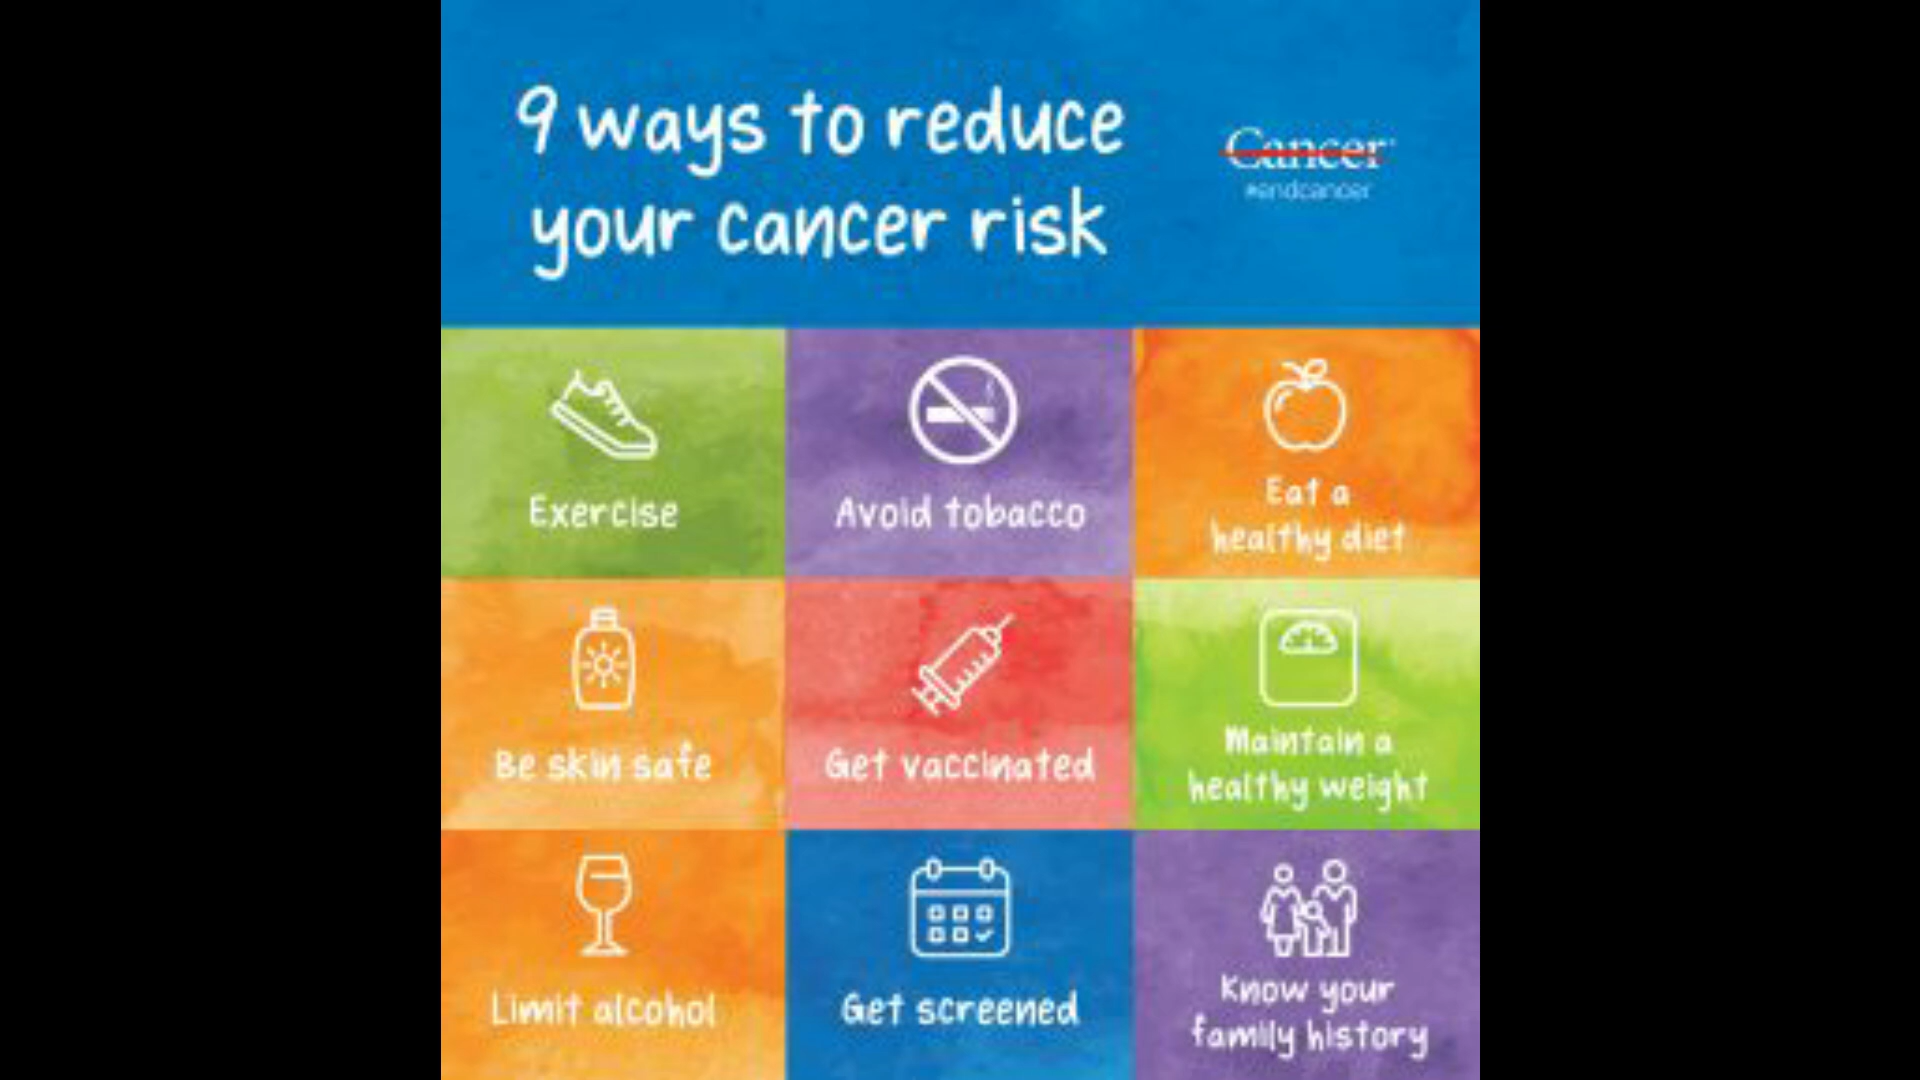 9 ways to reduce
your cancer risk
Cancer
#endcancer
Exercise
Avoid tobacco
Eat a
healthy diet
Be skin safe
Get vaccinated
Maintain a
healthy weight
Limit alcohol
Get screened
Know your
family history